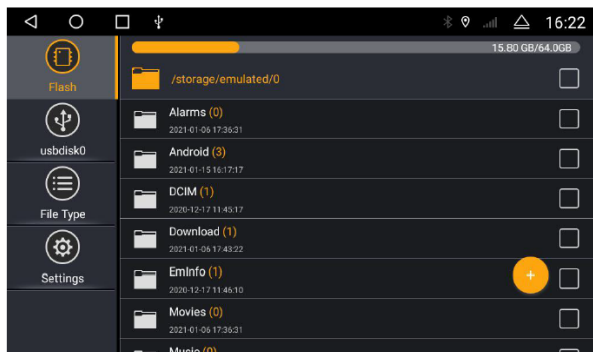 16:22
15.80 GB/64.0GB
Flash
/storage/emulated/0
Alarms (0)
2021-01-06 17:36:31
usbdisk0
Android (3)
2021-01-15 16:17:17
DCIM (1)
2020-12-17 11:45:17
File Type
Download (1)
2021-01-06 17:43:22
Settings
EmInfo (1)
2020-12-17 11:46:10
+
Movies (0)
2021-01-06 17:36:31
Music (0)